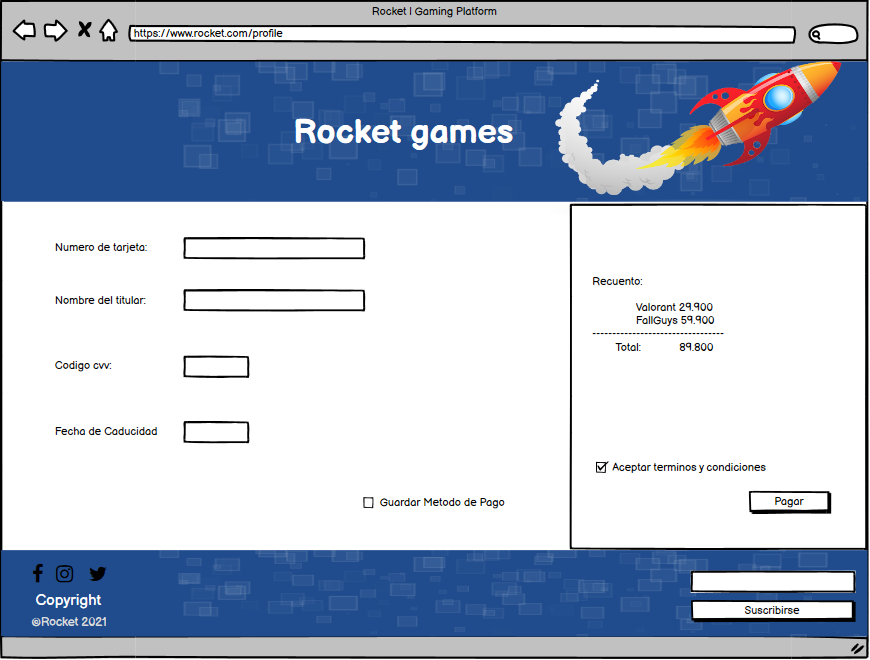 Rocket | Gaming Platform
https://www.rocket.com/profile
Rocket games
Numero de tarjeta:
Nombre del titular:
Codigo cvv:
Fecha de Caducidad
Guardar Metodo de Pago
Recuento:
Valorant 29.900
FallGuys 59.900
--------------------------------
Total: 89.800
Aceptar terminos y condiciones
Pagar
Copyright
@Rocket 2021
Suscribirse